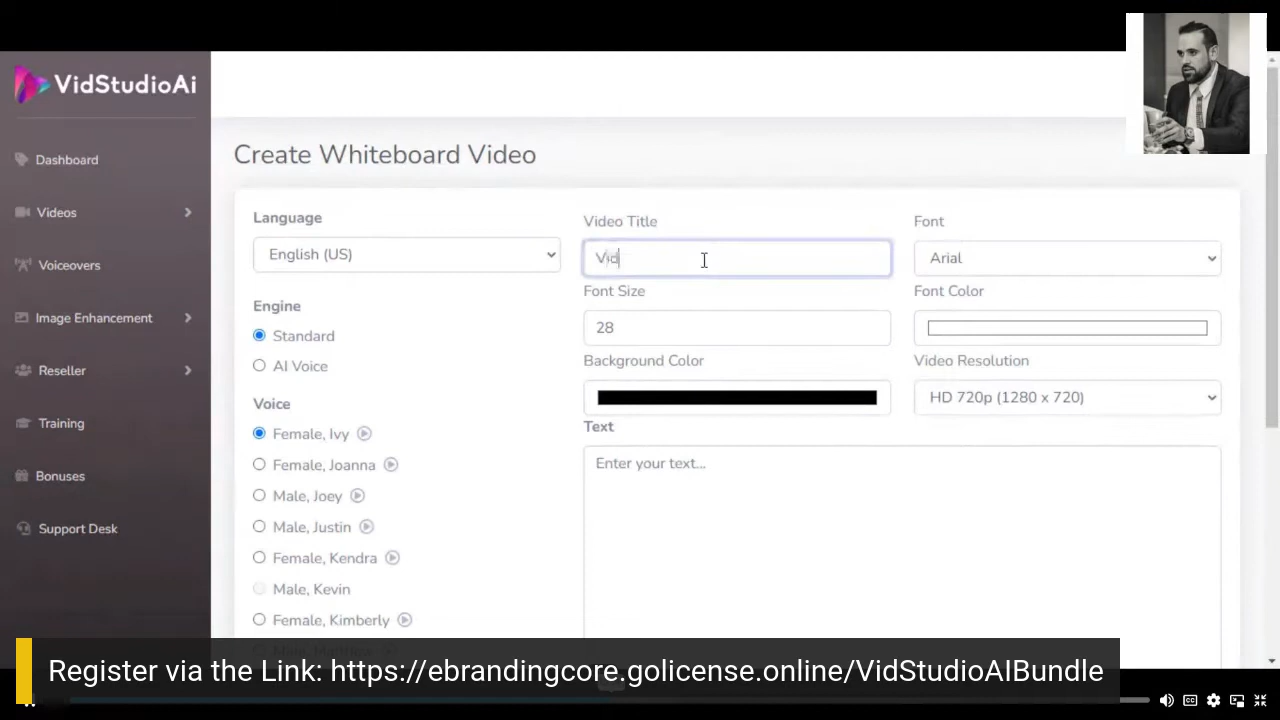 VidStudioAi
Dashboard
Videos
Voiceovers
Image Enhancement
Reseller
Training
Bonuses
Support Desk
Create Whiteboard Video
Language
English (US)
Engine
Standard
AI Voice
Voice
Female, Ivy
Female, Joanna
Male, Joey
Male, Justin
Female, Kendra
Male, Kevin
Female, Kimberly
Video Title
Vid
Font
Arial
Font Size
28
Font Color
Background Color
Video Resolution
HD 720p (1280 x 720)
Text
Enter your text...
Register via the Link: https://ebrandingcore.golicense.online/VidStudioAIBundle
CC